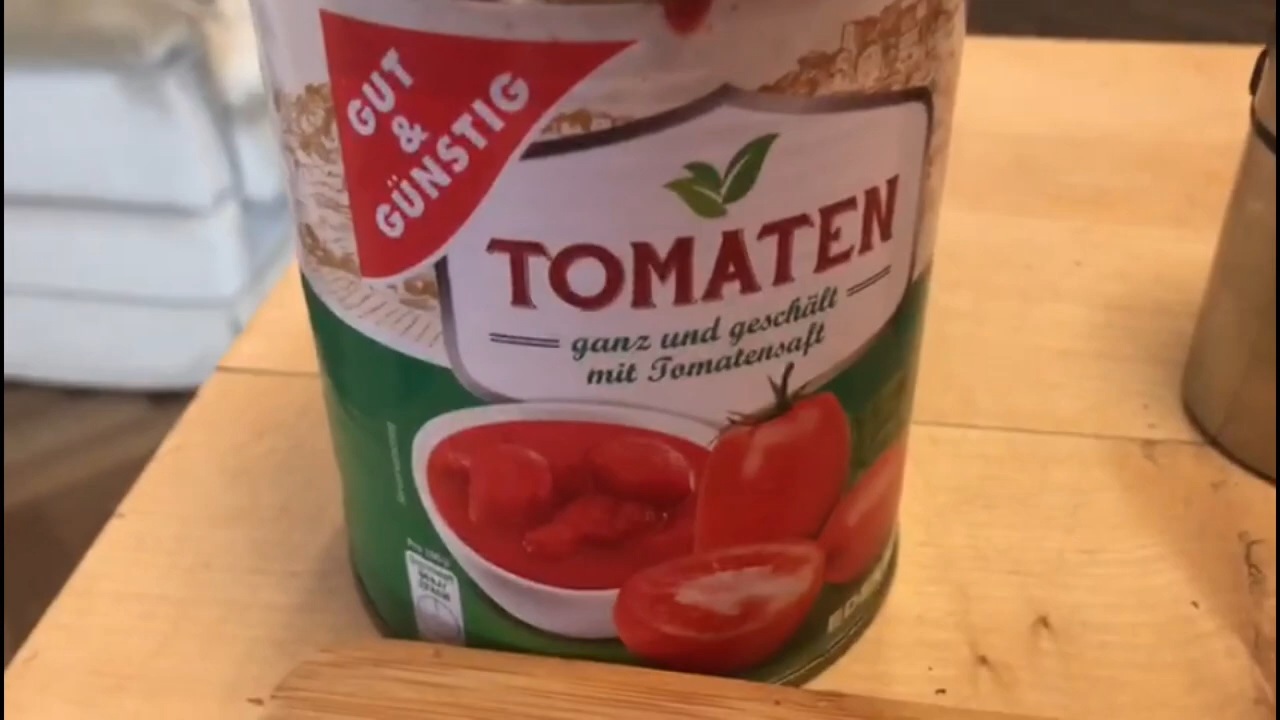 GUT
&
GÜNSTIG
TOMATEN
ganz und geschält
mit Tomatensaft